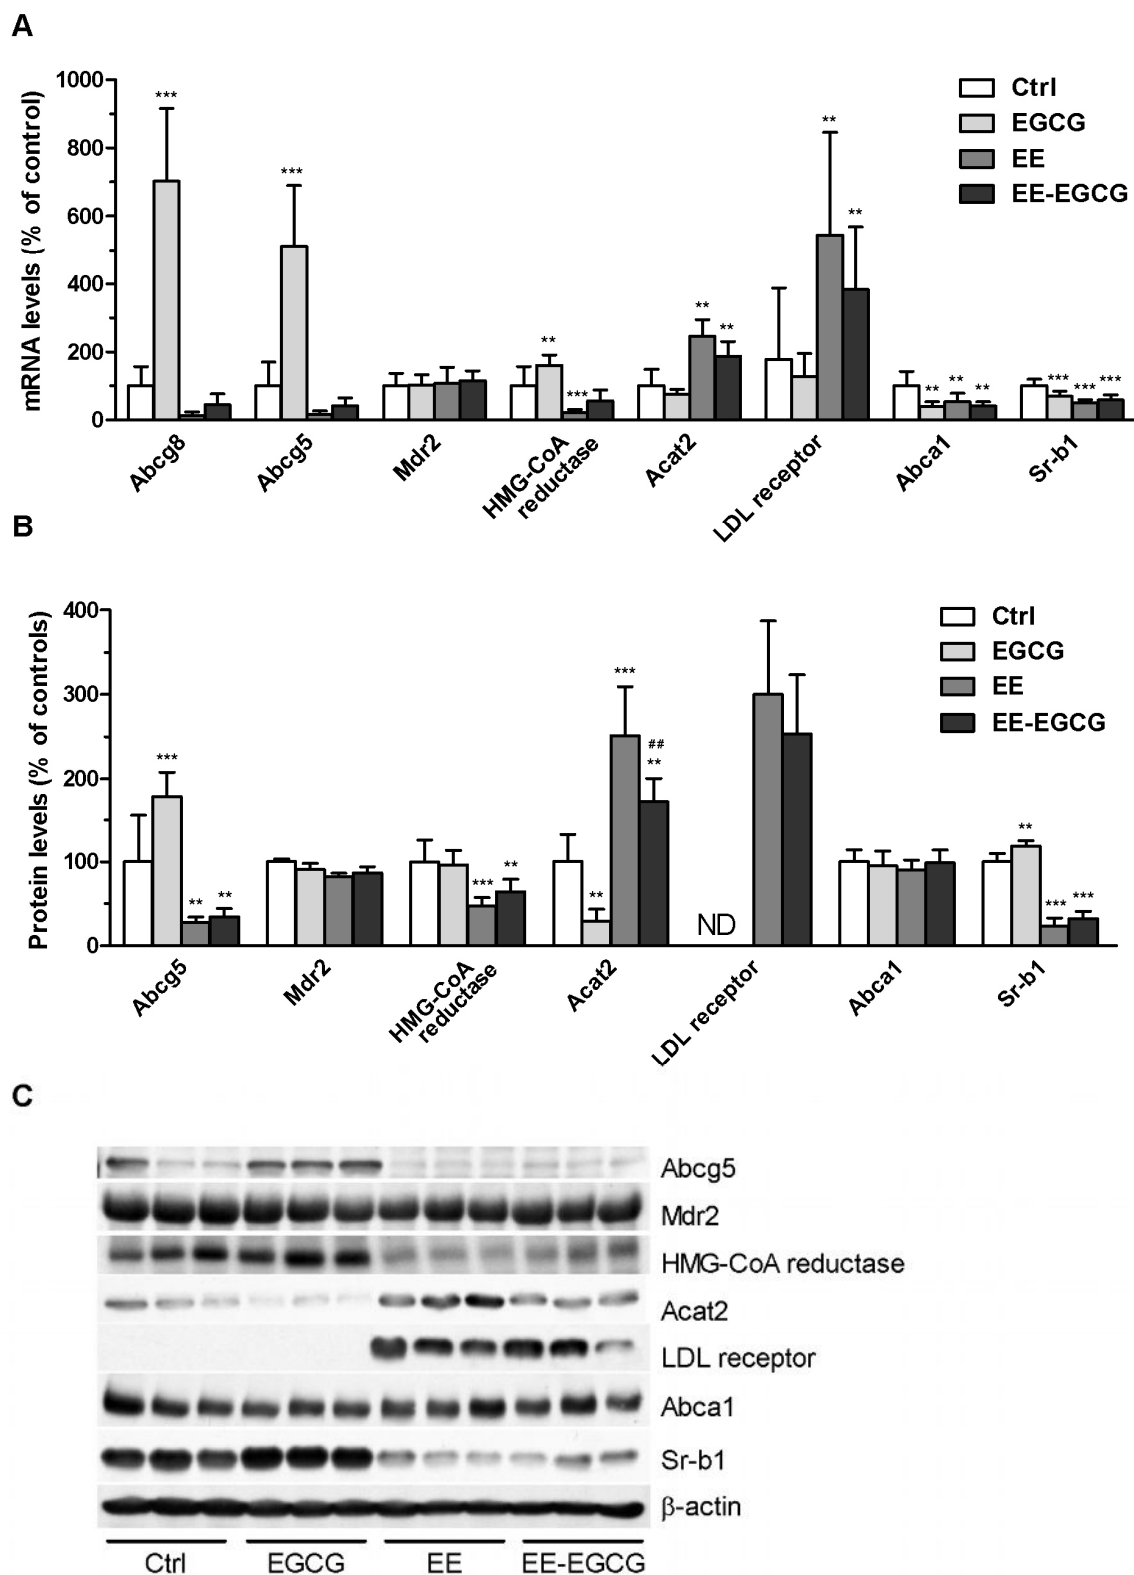 A
mRNA levels (% of control)
1000
800
600
400
200
0
Ctrl
EGCG
EE
EE-EGCG
***
***
**
***
**
**
**
**
**
**
**
***
***
***
Abcg8
Abcg5
Mdr2
HMG-CoA
reductase
Acat2
LDL receptor
Abca1
Sr-b1
B
Protein levels (% of controls)
400
300
200
100
0
Ctrl
EGCG
EE
EE-EGCG
***
**
**
***
**
**
***
##
**
ND
**
***
***
Abcg5
Mdr2
HMG-CoA
reductase
Acat2
LDL receptor
Abca1
Sr-b1
C
Abcg5
Mdr2
HMG-CoA reductase
Acat2
LDL receptor
Abca1
Sr-b1
β-actin
Ctrl EGCG EE EE-EGCG